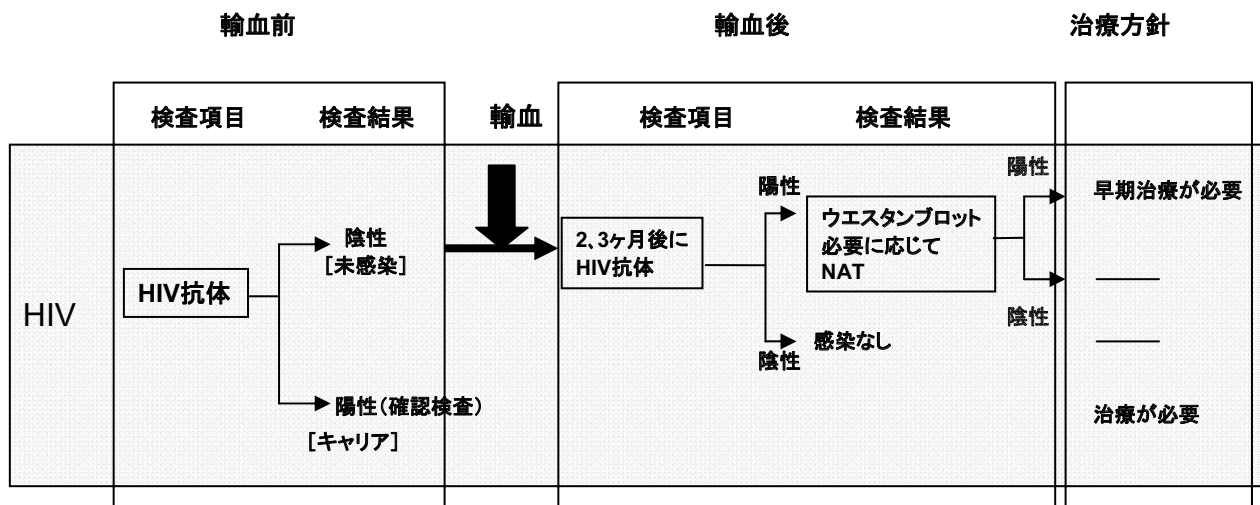 輸血前
輸血後
治療方針
検査項目
検査結果
輸血
検査項目
検査結果
HIV
HIV抗体
陰性
[未感染]
陽性(確認検査)
[キャリア]
2、3ヶ月後に
HIV抗体
陽性
ウエスタンブロット
必要に応じて
NAT
陰性
感染なし
陽性
早期治療が必要
陰性
治療が必要